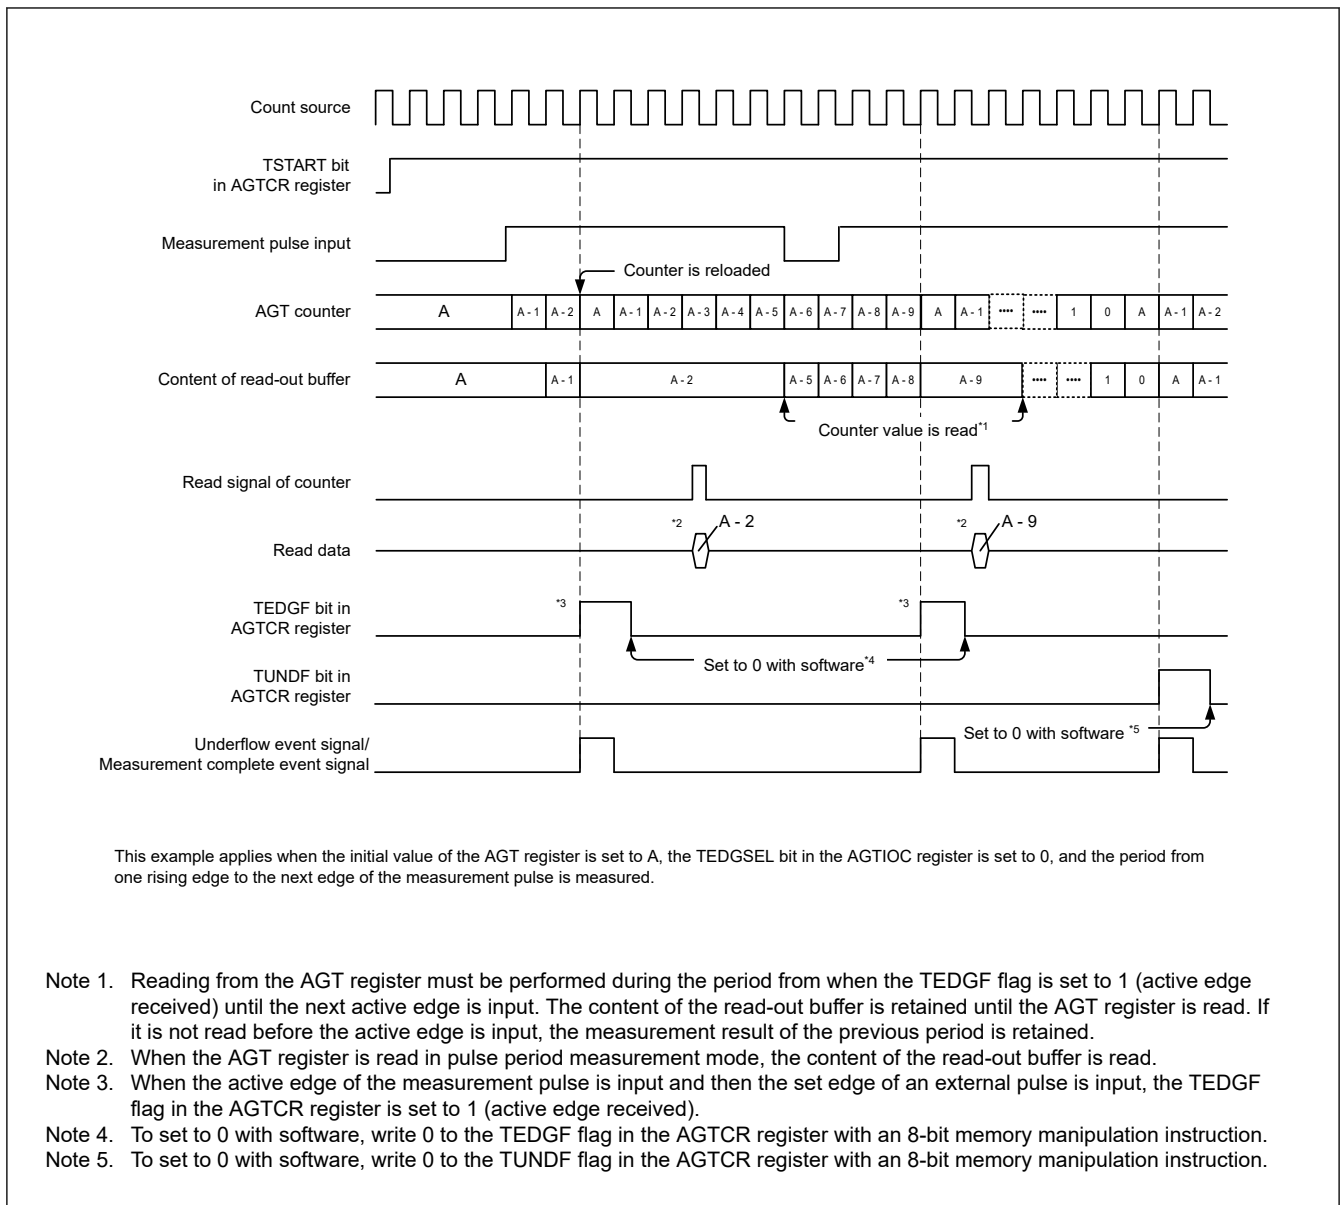 Count source
TSTART bit
in AGTCR register
Measurement pulse input
Counter is reloaded
AGT counter
A A - 1 A - 2 A A - 1 A - 2 A - 3 A - 4 A - 5 A - 6 A - 7 A - 8 A - 9 A A - 1 •••• •••• 1 0 A A - 1 A - 2
Content of read-out buffer
A A - 1 A - 2 A - 5 A - 6 A - 7 A - 8 A - 9 •••• •••• 1 0 A A - 1
Counter value is read*1
Read signal of counter
*2 A - 2 *2 A - 9
Read data
TEDGF bit in
AGTCR register
*3 *3
Set to 0 with software*4
TUNDF bit in
AGTCR register
Set to 0 with software *5
Underflow event signal/
Measurement complete event signal
This example applies when the initial value of the AGT register is set to A, the TEDGSEL bit in the AGTIOC register is set to 0, and the period from
one rising edge to the next edge of the measurement pulse is measured.
Note 1. Reading from the AGT register must be performed during the period from when the TEDGF flag is set to 1 (active edge
received) until the next active edge is input. The content of the read-out buffer is retained until the AGT register is read. If
it is not read before the active edge is input, the measurement result of the previous period is retained.
Note 2. When the AGT register is read in pulse period measurement mode, the content of the read-out buffer is read.
Note 3. When the active edge of the measurement pulse is input and then the set edge of an external pulse is input, the TEDGF
flag in the AGTCR register is set to 1 (active edge received).
Note 4. To set to 0 with software, write 0 to the TEDGF flag in the AGTCR register with an 8-bit memory manipulation instruction.
Note 5. To set to 0 with software, write 0 to the TUNDF flag in the AGTCR register with an 8-bit memory manipulation instruction.